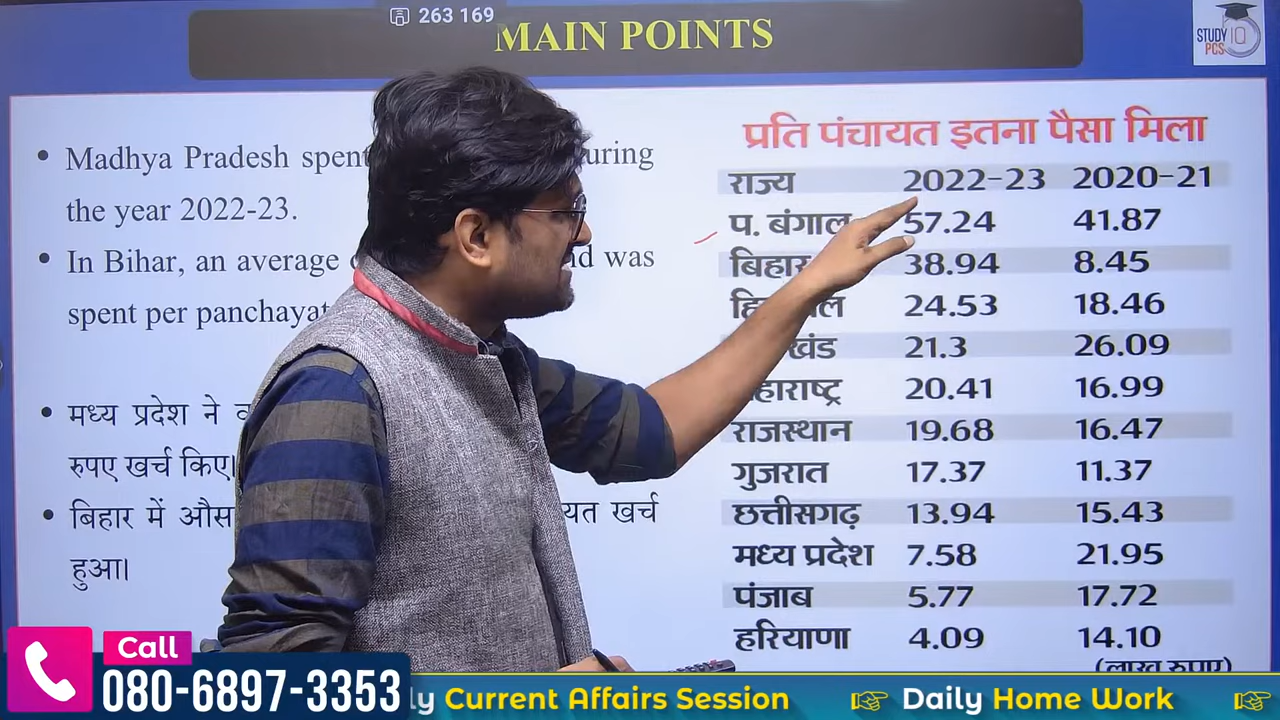 263 169
MAIN POINTS
STUDY IQ
PCS
• Madhya Pradesh spent uring
the year 2022-23.
• In Bihar, an average was
spent per panchayat
• मध्य प्रदेश ने
रुपए खर्च किए।
• बिहार में औस यत खर्च
हुआ।
प्रति पंचायत इतना पैसा मिला
राज्य 2022-23 2020-21
प. बंगाल 57.24 41.87
बिहार 38.94 8.45
24.53 18.46
खंड 21.3 26.09
हाराष्ट्र 20.41 16.99
राजस्थान 19.68 16.47
गुजरात 17.37 11.37
छत्तीसगढ़ 13.94 15.43
मध्य प्रदेश 7.58 21.95
पंजाब 5.77 17.72
हरियाणा 4.09 14.10
(लाख रुपए)
Call
080-6897-3353
ly Current Affairs Session Daily Home Work